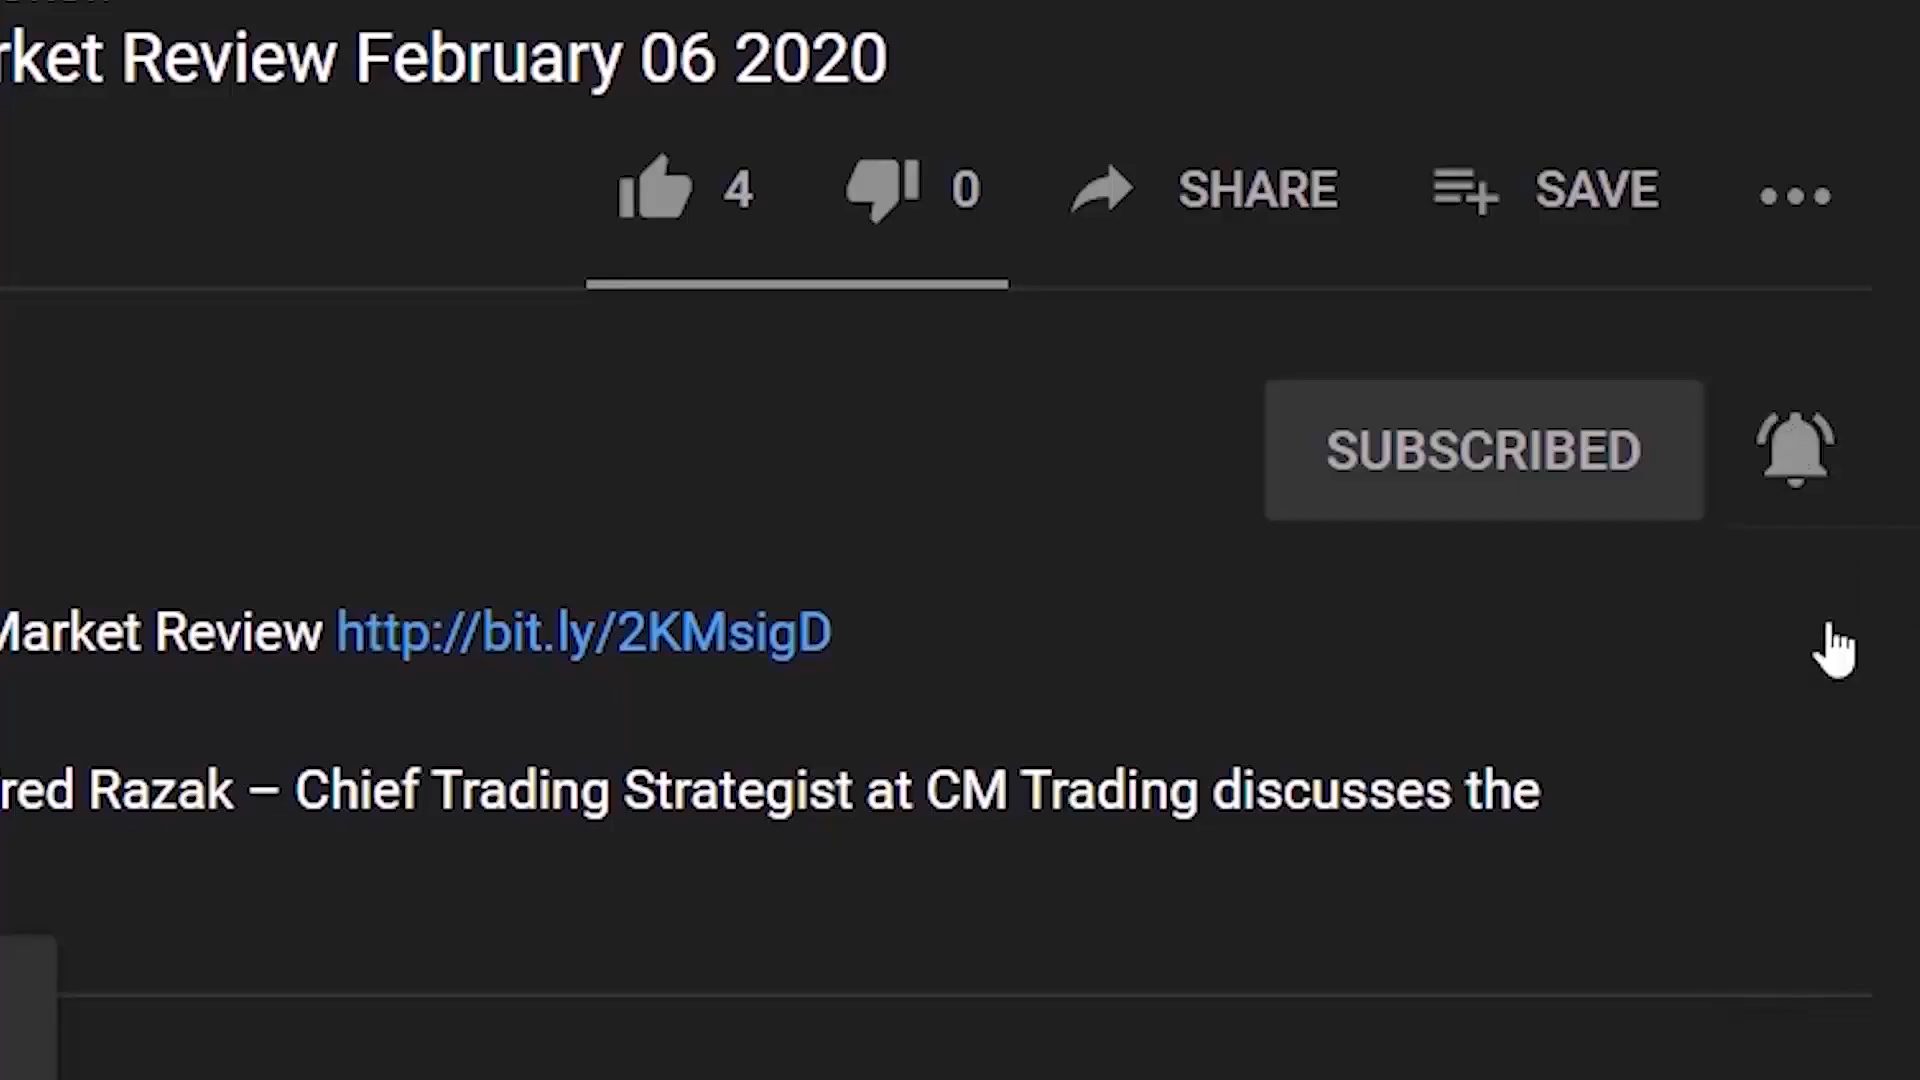 rket Review February 06 2020
4 0 SHARE SAVE
SUBSCRIBED
Market Review http://bit.ly/2KMsigD
red Razak – Chief Trading Strategist at CM Trading discusses the